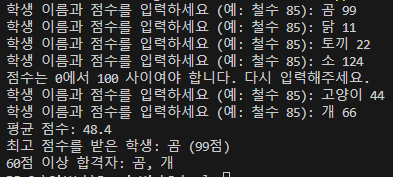 학생 이름과 점수를 입력하세요 (예: 철수 85): 곰 99
학생 이름과 점수를 입력하세요 (예: 철수 85): 닭 11
학생 이름과 점수를 입력하세요 (예: 철수 85): 토끼 22
학생 이름과 점수를 입력하세요 (예: 철수 85): 소 124
점수는 0에서 100 사이여야 합니다. 다시 입력해주세요.
학생 이름과 점수를 입력하세요 (예: 철수 85): 고양이 44
학생 이름과 점수를 입력하세요 (예: 철수 85): 개 66
평균 점수: 48.4
최고 점수를 받은 학생: 곰 (99점)
60점 이상 합격자: 곰, 개